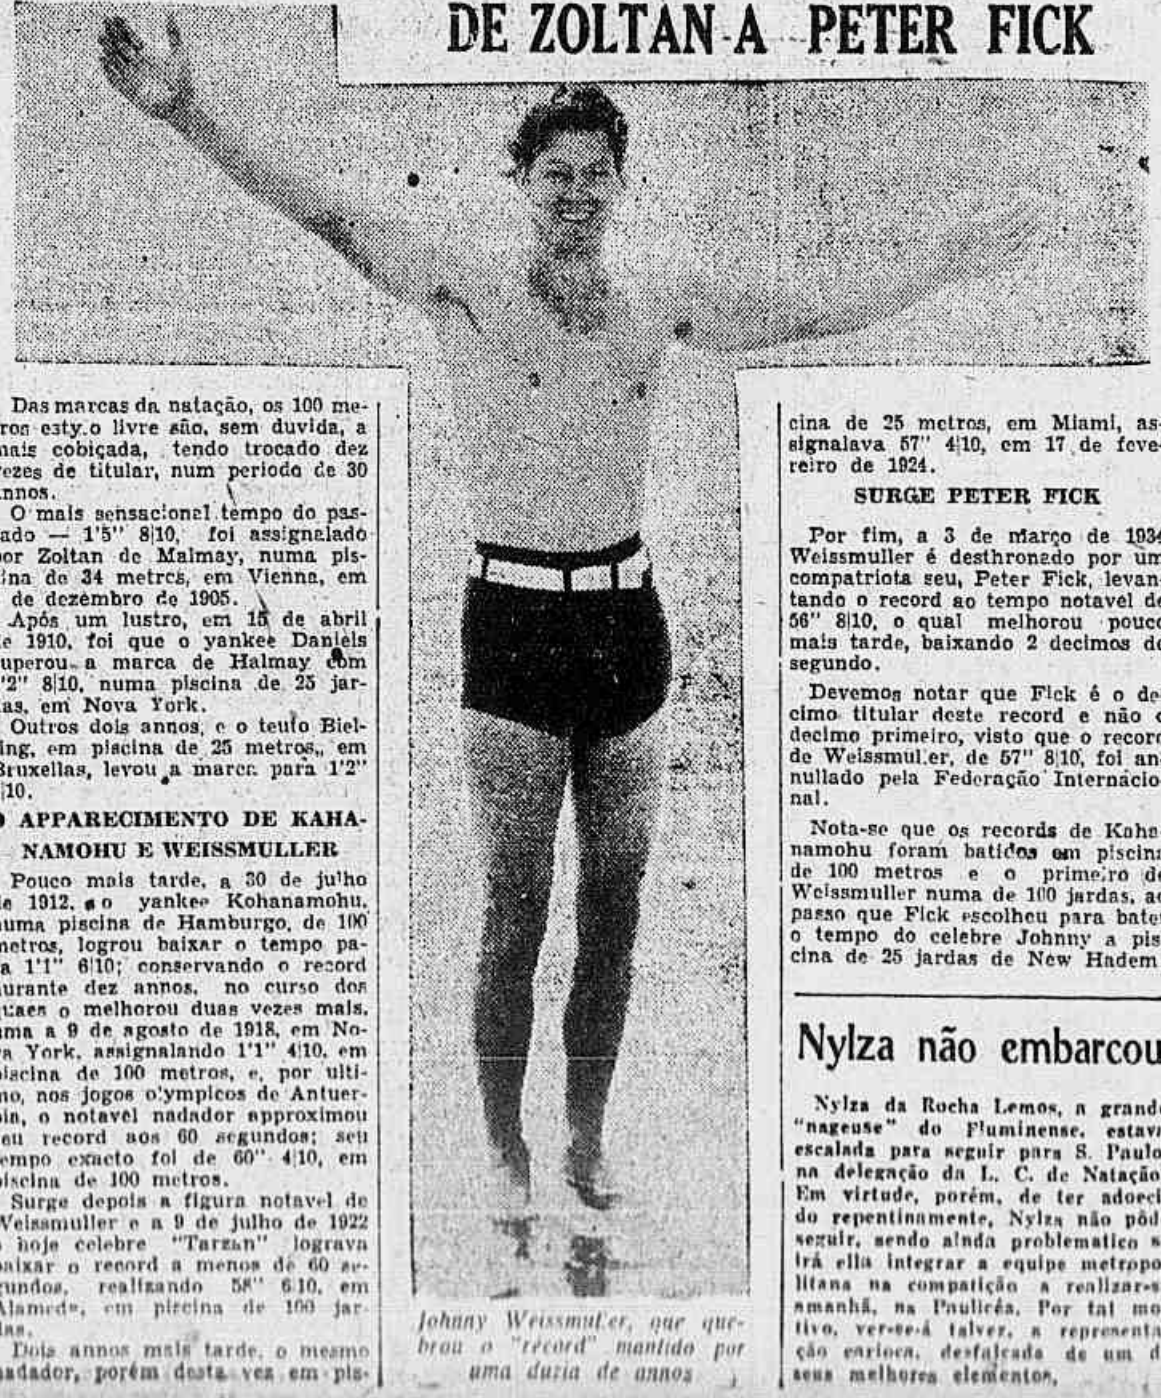 DE ZOLTAN A PETER FICK
Das marcas da natação, os 100 me-
ros esty.o livre são, sem duvida, a
mais cobiçada, tendo trocado dez
ezes de titular, num periodo de 30
nnos.
O mais sensacional tempo do pas-
ado — 1'5" 8|10, foi assignalado
or Zoltan de Malmay, numa pis-
ina de 34 metros, em Vienna, em
de dezembro de 1905.
Após um lustro, em 15 de abril
e 1910, foi que o yankee Daniels
uperou a marca de Halmay com
'2" 8|10, numa piscina de 25 jar-
as, em Nova York.
Outros dois annos, e o teuto Biel-
ing, em piscina de 25 metros,, em
Bruxellas, levou a marca para 1'2"
|10.
O APPARECIMENTO DE KAHA-
NAMOHU E WEISSMULLER
Pouco mais tarde, a 30 de julho
e 1912, o yankee Kohanamohu,
numa piscina de Hamburgo, de 100
metros, logrou baixar o tempo pa-
a 1'1" 6|10; conservando o record
urante dez annos, no curso dos
quaes o melhorou duas vezes mais,
uma a 9 de agosto de 1918, em No-
a York, assignalando 1'1" 4|10, em
piscina de 100 metros, e, por ulti-
mo, nos jogos o'ympicos de Antuer-
pia, o notavel nadador approximou
eu record aos 60 segundos; seu
empo exacto foi de 60" 4|10, em
piscina de 100 metros.
Surge depois a figura notavel de
Weissmuller e a 9 de julho de 1922
o hoje celebre "Tarzan" lograva
baixar o record a menos de 60 se-
gundos, realizando 58" 6|10, em
Alameda, em piscina de 100 jar-
das.
Dois annos mais tarde, o mesmo
nadador, porém desta vez em pis-
Johnny Weissmuller, que que-
brou o "record" mantido por
uma duzia de annos
cina de 25 metros, em Miami, as-
signalava 57" 4|10, em 17 de feve-
reiro de 1924.
SURGE PETER FICK
Por fim, a 3 de março de 1934
Weissmuller é desthronado por um
compatriota seu, Peter Fick, levan-
tando o record ao tempo notavel de
56" 8|10, o qual melhorou pouco
mais tarde, baixando 2 decimos de
segundo.
Devemos notar que Fick é o de-
cimo titular deste record e não o
decimo primeiro, visto que o record
de Weissmul.er, de 57" 8|10, foi an-
nullado pela Federação Internacio-
nal.
Nota-se que os records de Kaha-
namohu foram batidos em piscina
de 100 metros e o primeiro de
Weissmuller numa de 100 jardas, ao
passo que Fick escolheu para bater
o tempo do celebre Johnny a pis-
cina de 25 jardas de New Hadem
Nylza não embarcou
Nylza da Rocha Lemos, a grande
"nageuse" do Fluminense, estava
escalada para seguir para S. Paulo,
na delegação da L. C. de Natação.
Em virtude, porém, de ter adoeci-
do repentinamente, Nylza não pôd
seguir, sendo ainda problematico s
irá ella integrar a equipe metropo-
litana na compatição a realizar-s
amanhã, na Paulicéa. Por tal mo-
tivo, ver-se-á talver, a representa-
ção carioca, desfalcada de um d
seus melhores elementos.